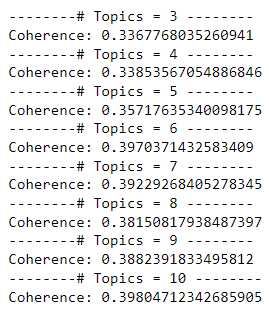 --------# Topics = 3 --------
Coherence: 0.3367768035260941
--------# Topics = 4 --------
Coherence: 0.33853567054886846
--------# Topics = 5 --------
Coherence: 0.35717635340098175
--------# Topics = 6 --------
Coherence: 0.3970371432583409
--------# Topics = 7 --------
Coherence: 0.39229268405278345
--------# Topics = 8 --------
Coherence: 0.38150817938487397
--------# Topics = 9 --------
Coherence: 0.3882391833495812
--------# Topics = 10 --------
Coherence: 0.39804712342685905